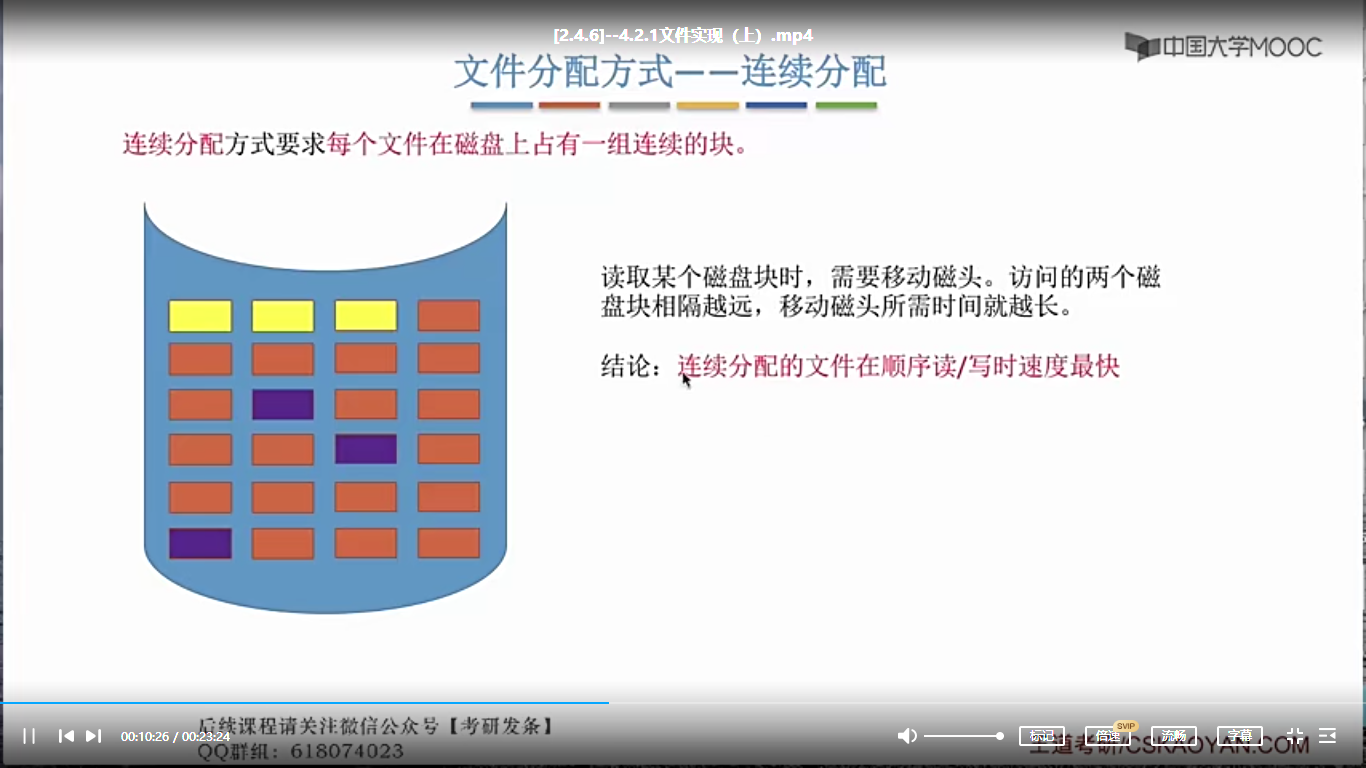 [2.4.6]--4.2.1文件实现（上）.mp4
中国大学MOOC
文件分配方式——连续分配
连续分配方式要求每个文件在磁盘上占有一组连续的块。
读取某个磁盘块时，需要移动磁头。访问的两个磁
盘块相隔越远，移动磁头所需时间就越长。
结论：连续分配的文件在顺序读/写时速度最快
后续课程请关注微信公众号【考研发条】
00:10:26 / 00:23:24
SVIP
标记
倍速
流畅
字幕
QQ群组：618074023
王道考研/CSKAOYAN.COM